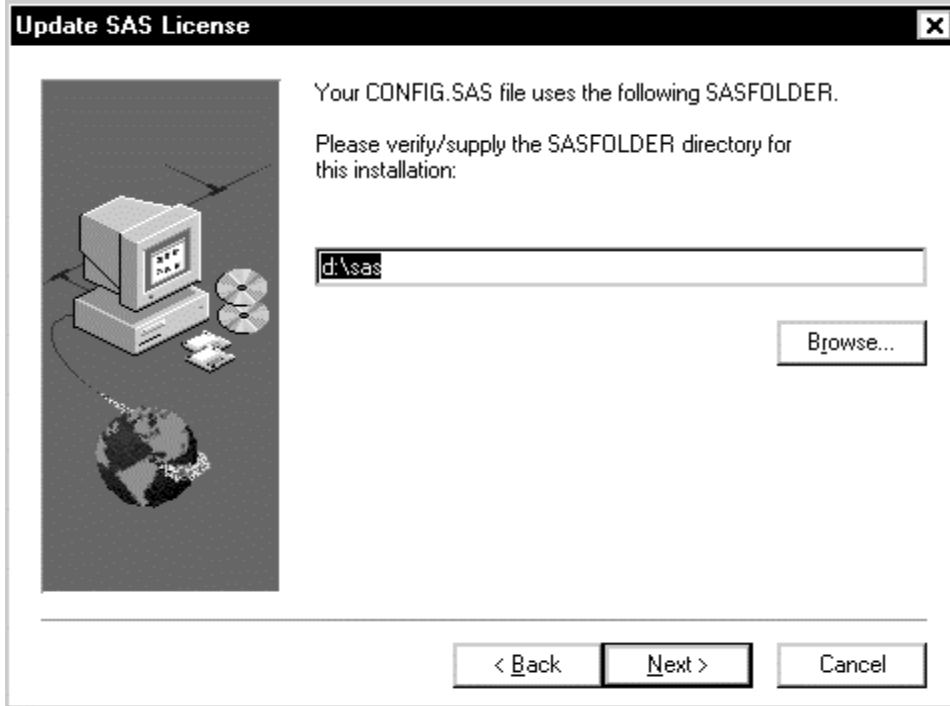 Update SAS License
Your CONFIG.SAS file uses the following SASFOLDER.
Please verify/supply the SASFOLDER directory for
this installation:
d:\sas
Browse...
< Back
Next >
Cancel